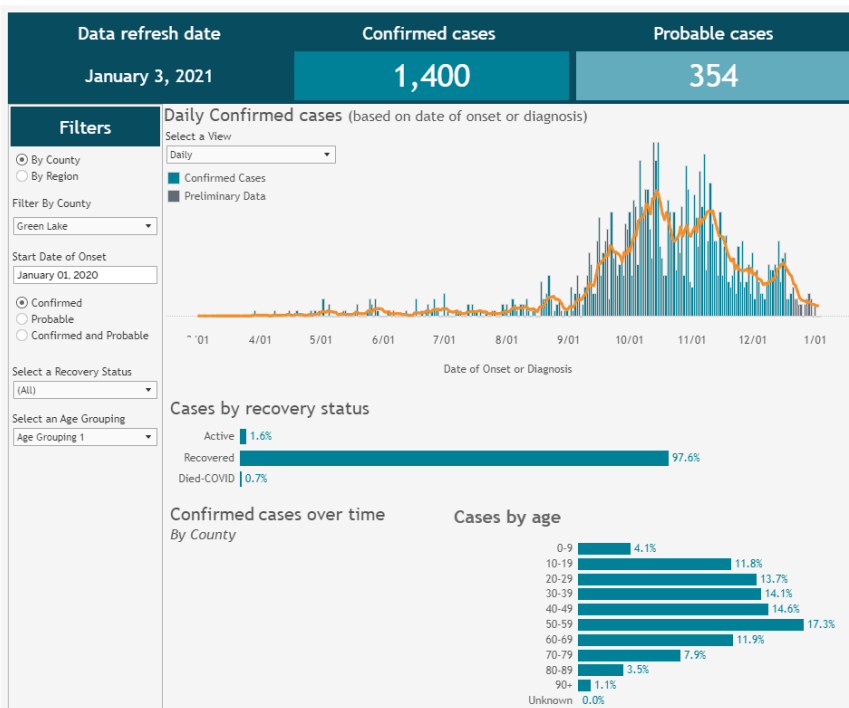 Data refresh date
Confirmed cases
Probable cases
January 3, 2021
1,400
354
Filters
By County
By Region
Filter By County
Green Lake
Start Date of Onset
January 01, 2020
Confirmed
Probable
Confirmed and Probable
Select a Recovery Status
(All)
Select an Age Grouping
Age Grouping 1
Daily Confirmed cases (based on date of onset or diagnosis)
Select a View
Daily
Confirmed Cases
Preliminary Data
4/01 5/01 6/01 7/01 8/01 9/01 10/01 11/01 12/01 1/01
Date of Onset or Diagnosis
Cases by recovery status
Active 1.6%
Recovered 97.6%
Died-COVID 0.7%
Confirmed cases over time
By County
Cases by age
0-9 4.1%
10-19 11.8%
20-29 13.7%
30-39 14.1%
40-49 14.6%
50-59 17.3%
60-69 11.9%
70-79 7.9%
80-89 3.5%
90+ 1.1%
Unknown 0.0%